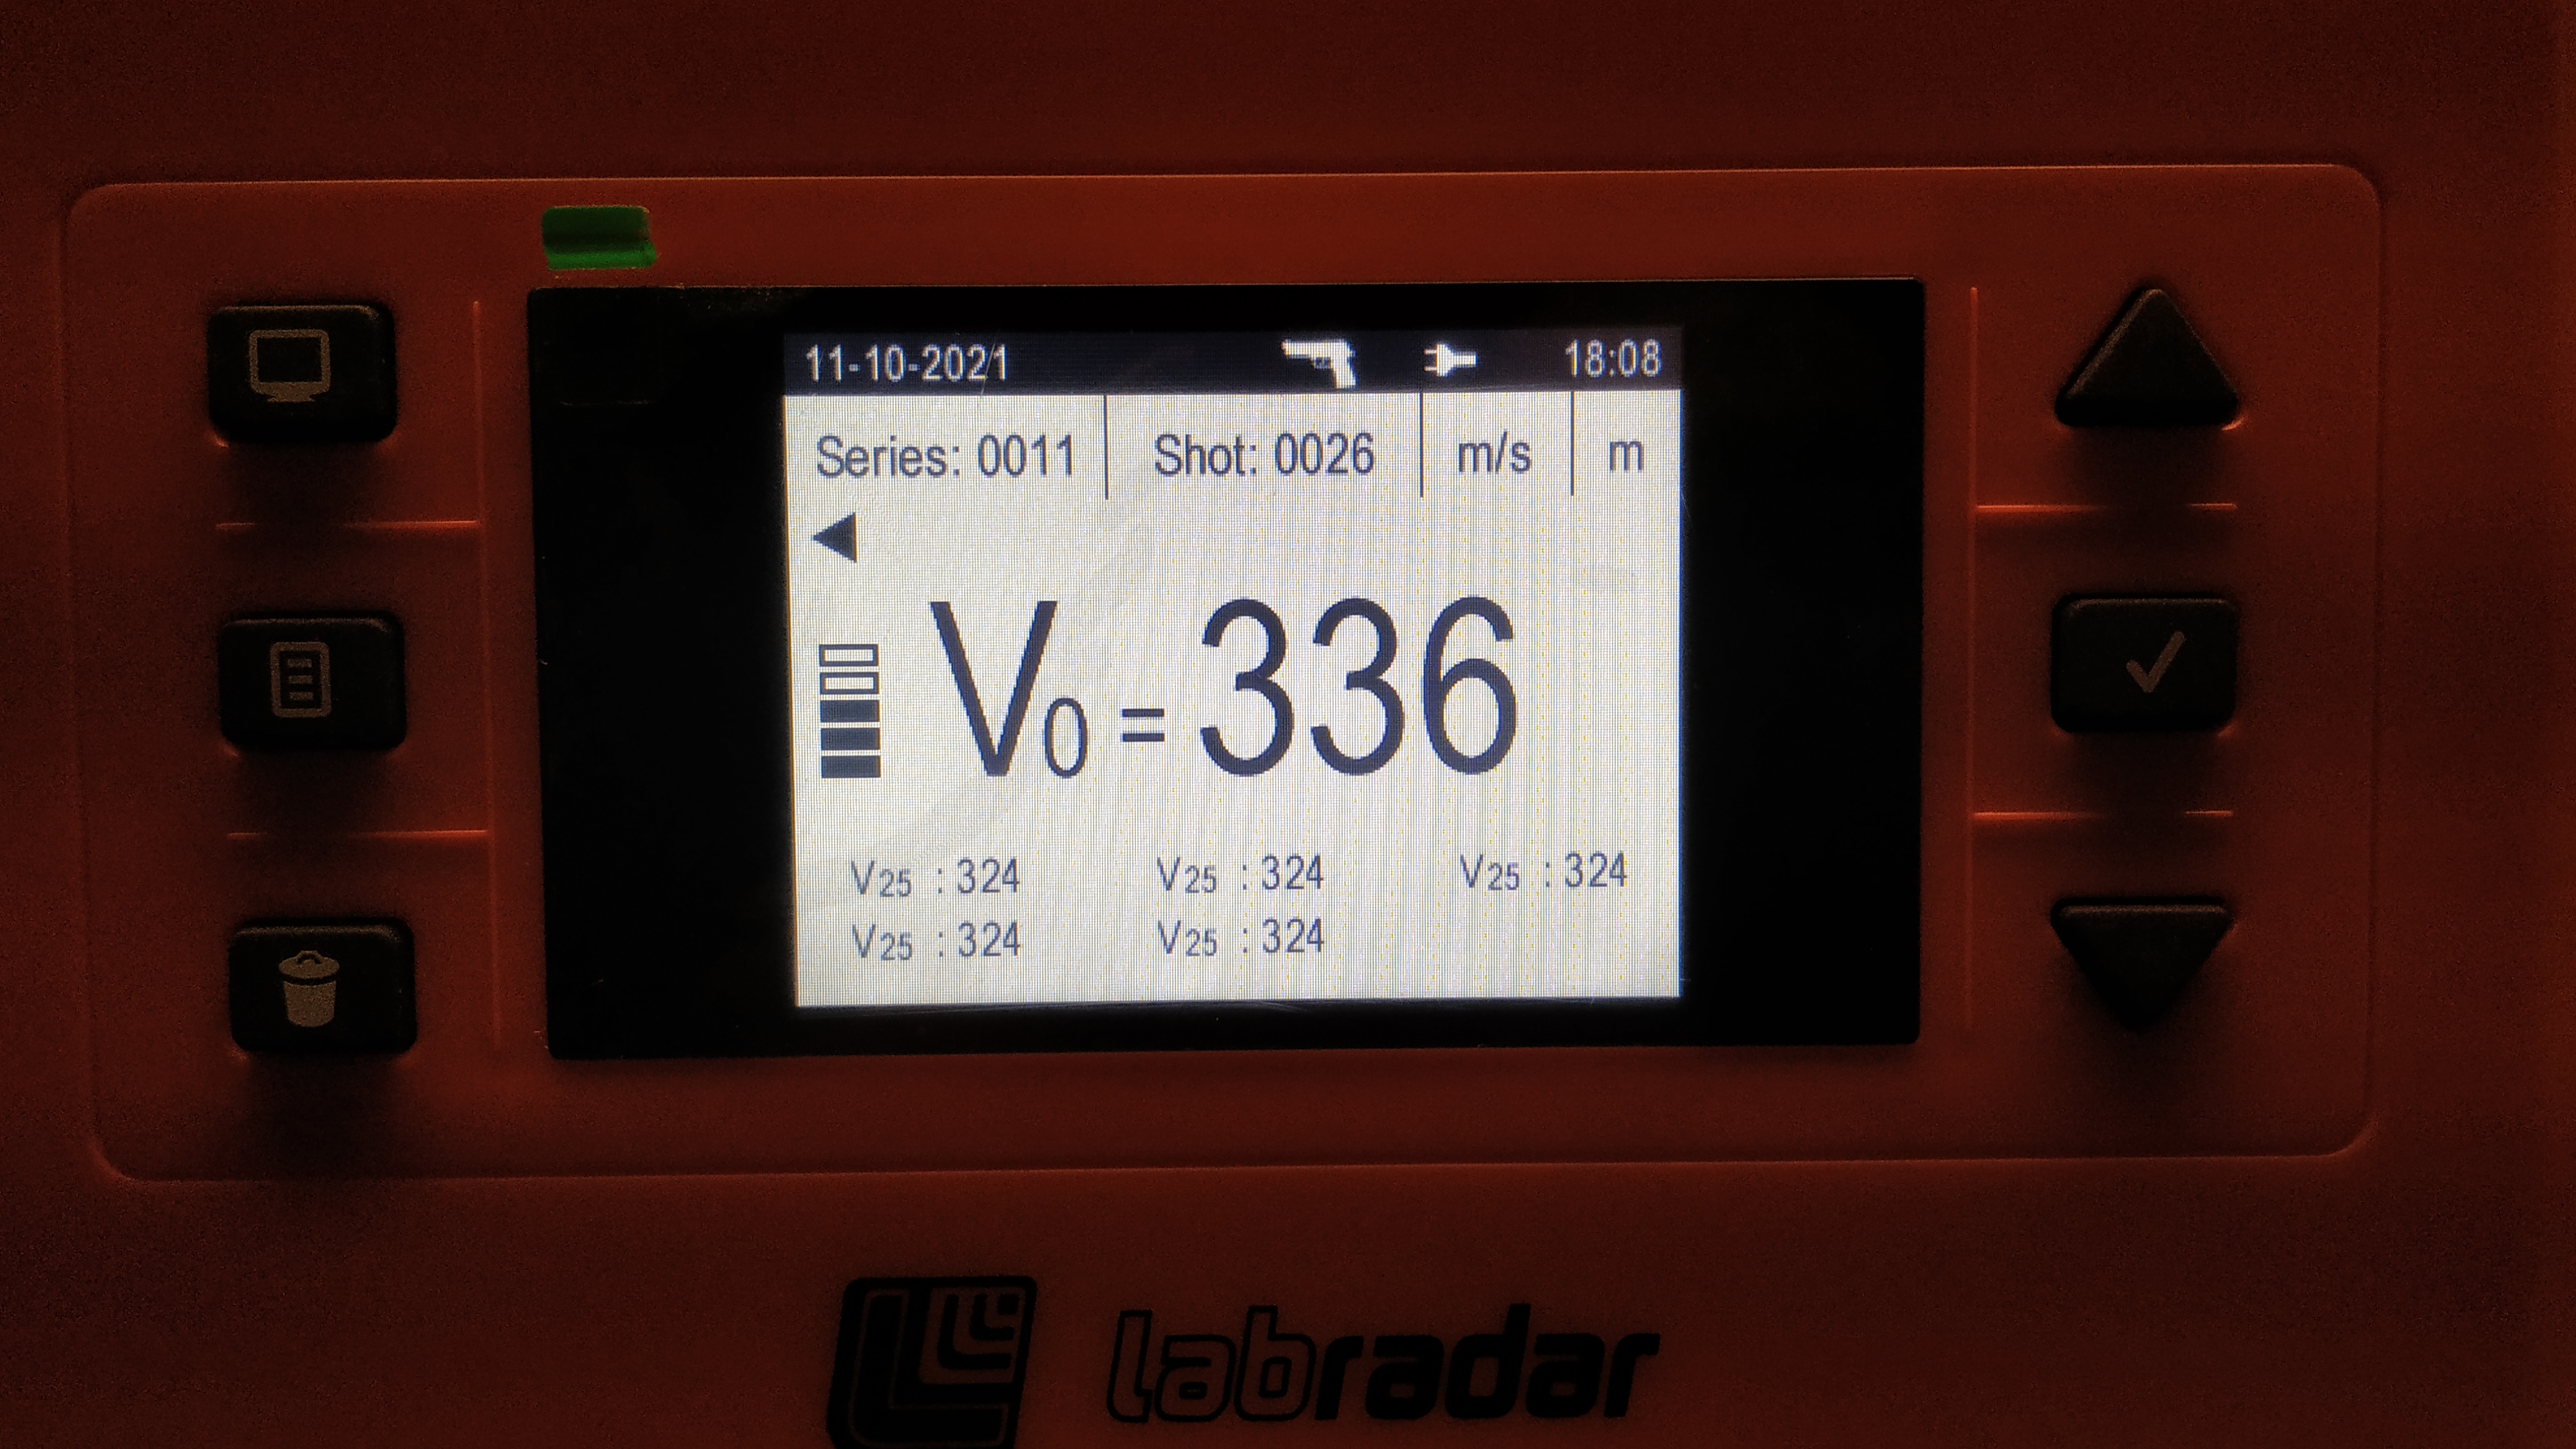 11-10-2021 18:08
Series: 0011 Shot: 0026 m/s m
V0 = 336
V25 : 324 V25 : 324 V25 : 324
V25 : 324 V25 : 324
labradar